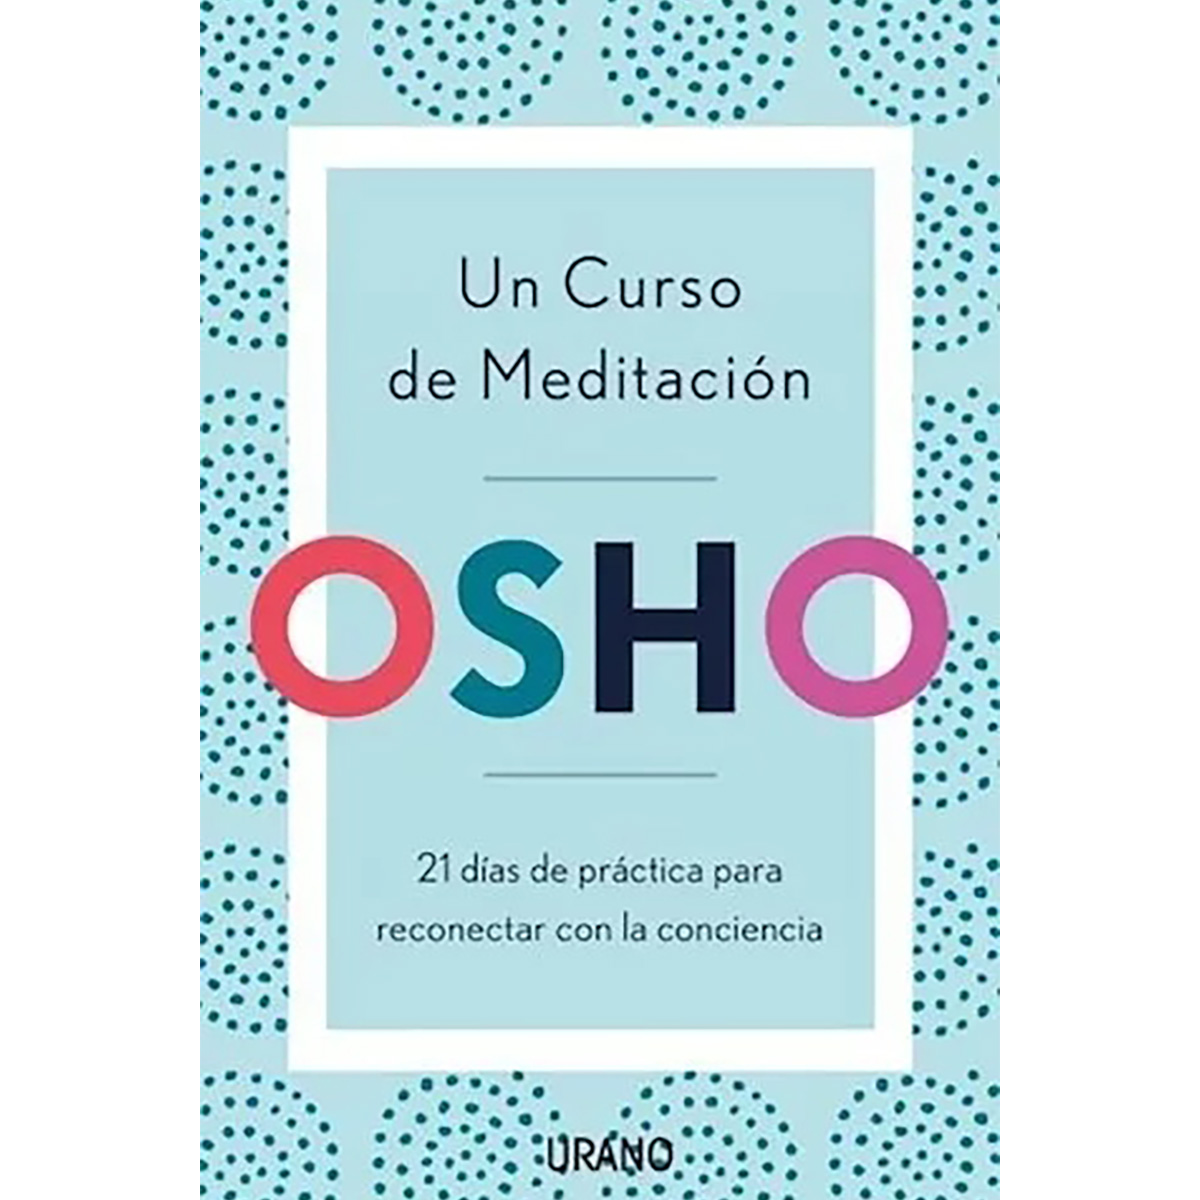 Un Curso
de Meditación
OSHO
21 días de práctica para
reconectar con la conciencia
URANO